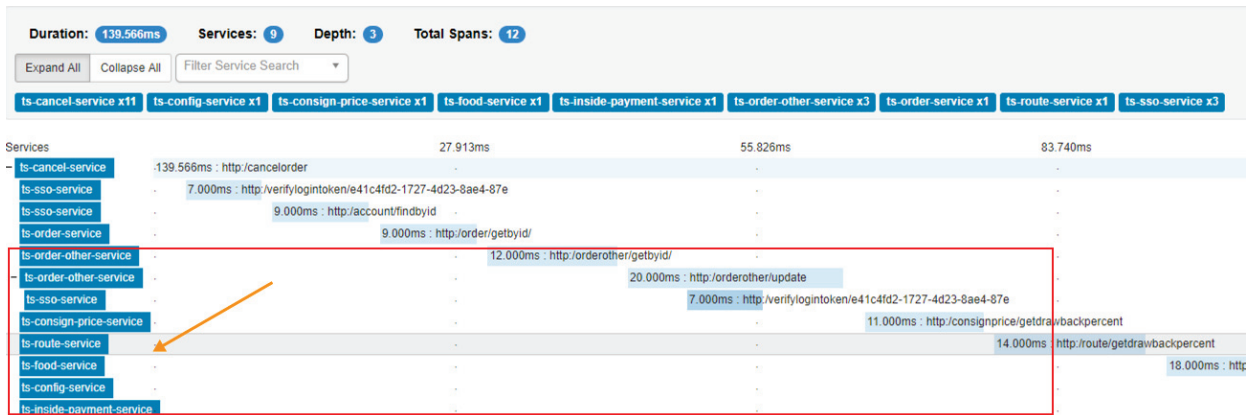 Duration: 139.566ms Services: 9 Depth: 3 Total Spans: 12
Expand All Collapse All Filter Service Search
ts-cancel-service x11 ts-config-service x1 ts-consign-price-service x1 ts-food-service x1 ts-inside-payment-service x1 ts-order-other-service x3 ts-order-service x1 ts-route-service x1 ts-sso-service x3
Services 27.913ms 55.826ms 83.740ms
- ts-cancel-service 139.566ms : http:/cancelorder
ts-sso-service 7.000ms : http:/verifylogintoken/e41c4fd2-1727-4d23-8ae4-87e
ts-sso-service 9.000ms : http:/account/findbyid
ts-order-service 9.000ms : http:/order/getbyid/
ts-order-other-service 12.000ms : http:/orderother/getbyid/
- ts-order-other-service 20.000ms : http:/orderother/update
ts-sso-service 7.000ms : http:/verifylogintoken/e41c4fd2-1727-4d23-8ae4-87e
ts-consign-price-service 11.000ms : http:/consignprice/getdrawbackpercent
ts-route-service 14.000ms : http:/route/getdrawbackpercent
ts-food-service 18.000ms : http
ts-config-service
ts-inside-payment-service